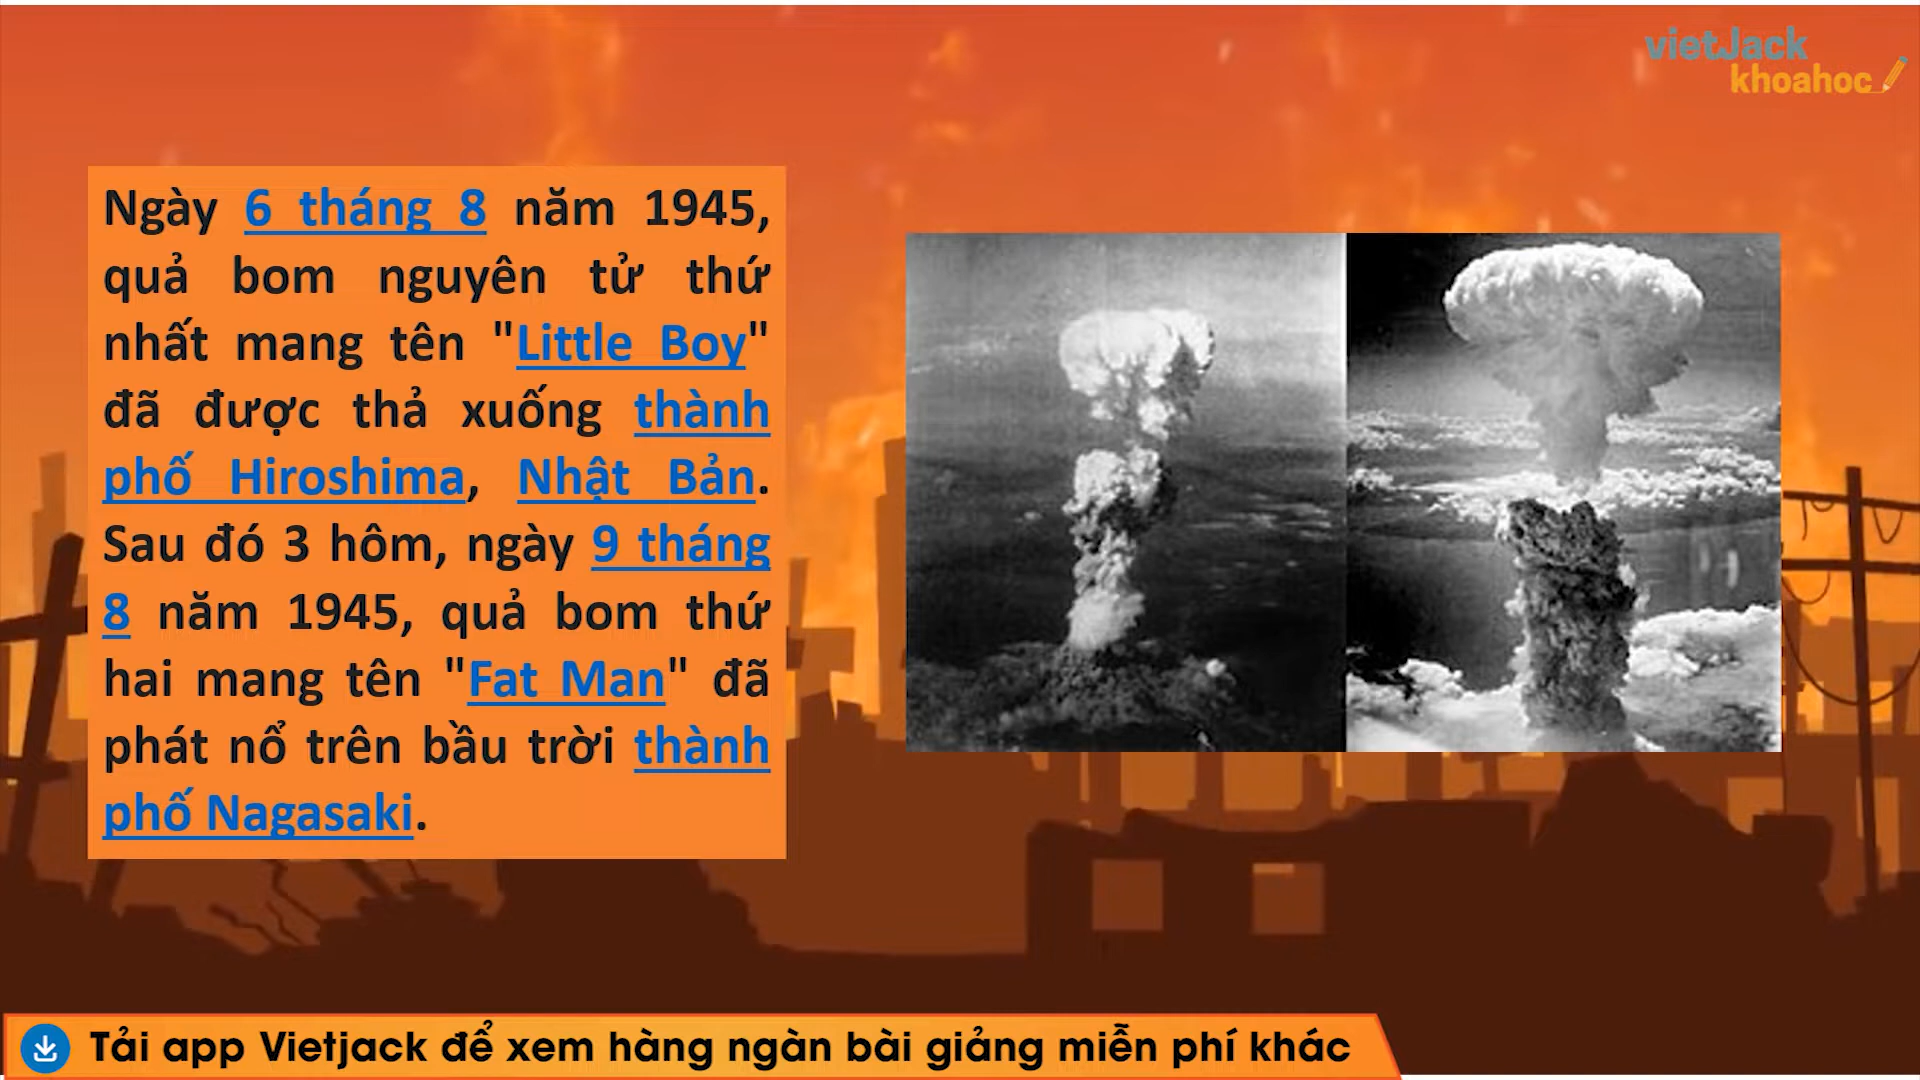 vietJack
khoahoc
Ngày 6 tháng 8 năm 1945,
quả bom nguyên tử thứ
nhất mang tên "Little Boy"
đã được thả xuống thành
phố Hiroshima, Nhật Bản.
Sau đó 3 hôm, ngày 9 tháng
8 năm 1945, quả bom thứ
hai mang tên "Fat Man" đã
phát nổ trên bầu trời thành
phố Nagasaki.
Tải app Vietjack để xem hàng ngàn bài giảng miễn phí khác